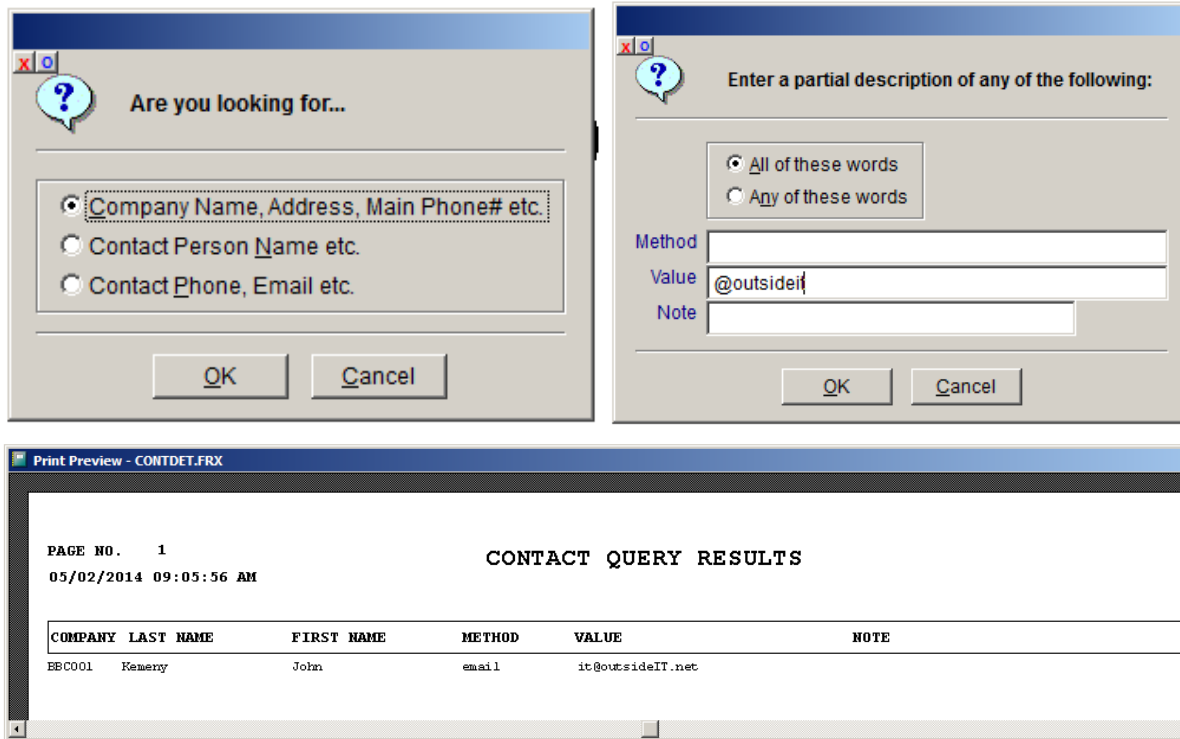 X O
Are you looking for...
Company Name, Address, Main Phone# etc.
Contact Person Name etc.
Contact Phone, Email etc.
OK Cancel
X O
Enter a partial description of any of the following:
All of these words
Any of these words
Method
Value @outsideit
Note
OK Cancel
Print Preview - CONTDET.FRX
PAGE NO. 1
CONTACT QUERY RESULTS
05/02/2014 09:05:56 AM
COMPANY LAST NAME FIRST NAME METHOD VALUE NOTE
BBC001 Kemeny John email it@outsideIT.net